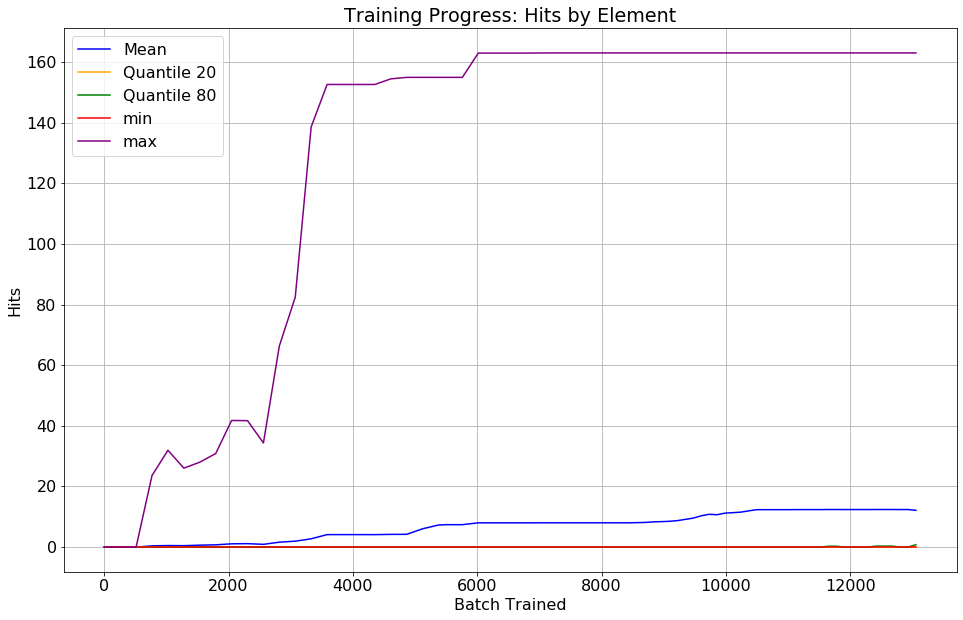 Training Progress: Hits by Element
Mean
Quantile 20
Quantile 80
min
max
160
140
120
100
80
60
40
20
0
Hits
0 2000 4000 6000 8000 10000 12000
Batch Trained